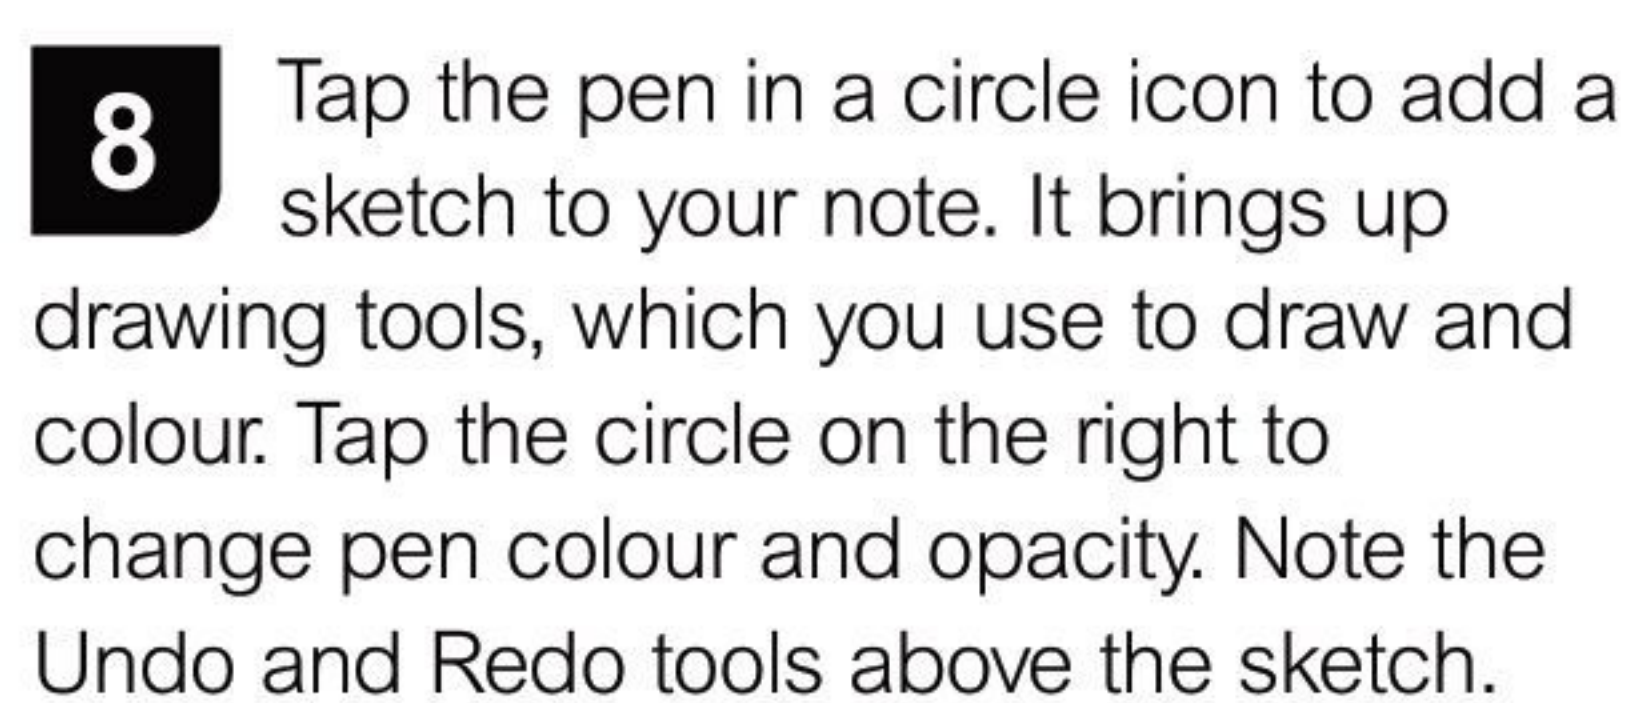 8
Tap the pen in a circle icon to add a
sketch to your note. It brings up
drawing tools, which you use to draw and
colour. Tap the circle on the right to
change pen colour and opacity. Note the
Undo and Redo tools above the sketch.